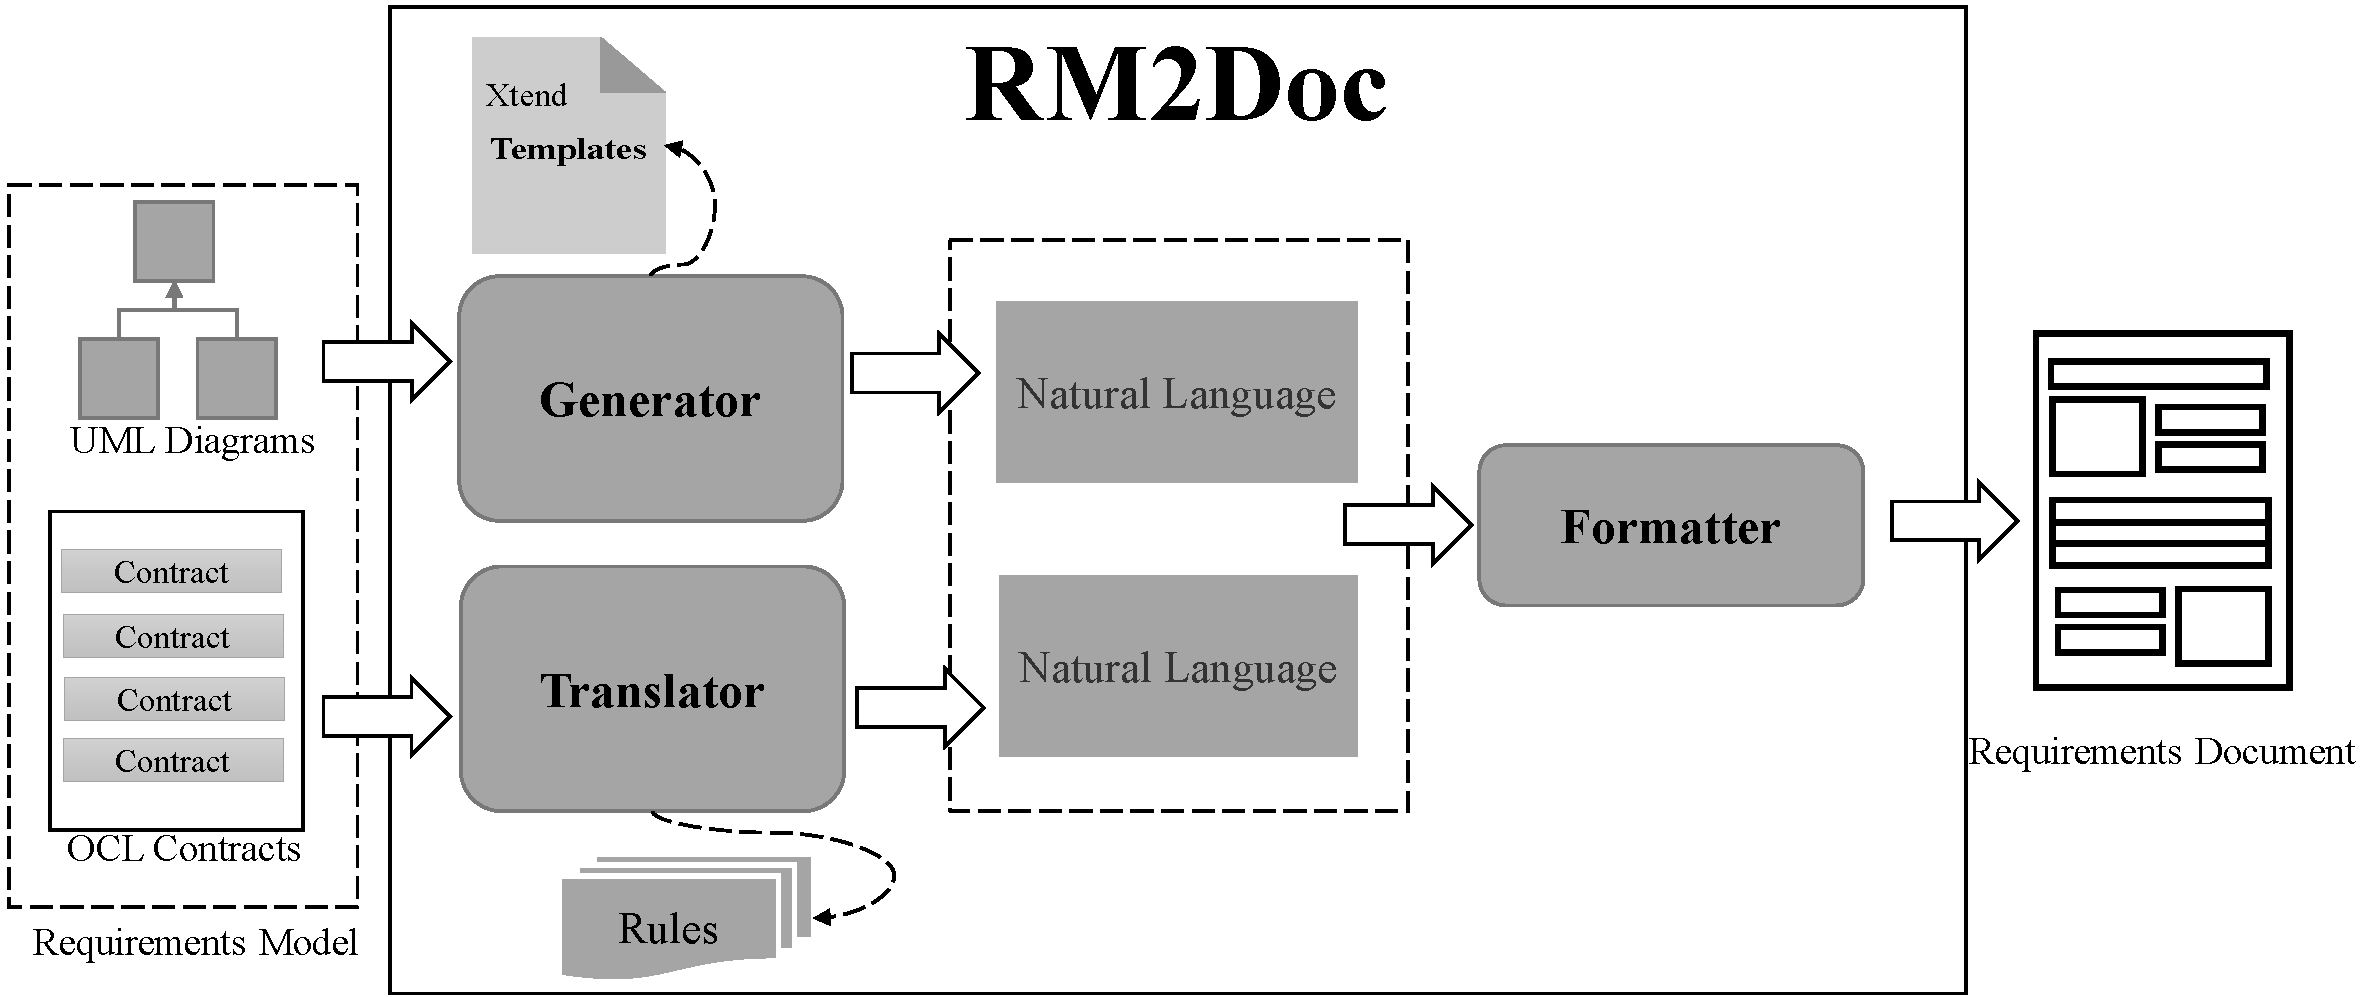 RM2Doc
Xtend
Templates
UML Diagrams
Contract
Contract
Contract
Contract
OCL Contracts
Requirements Model
Generator
Translator
Rules
Natural Language
Natural Language
Formatter
Requirements Document